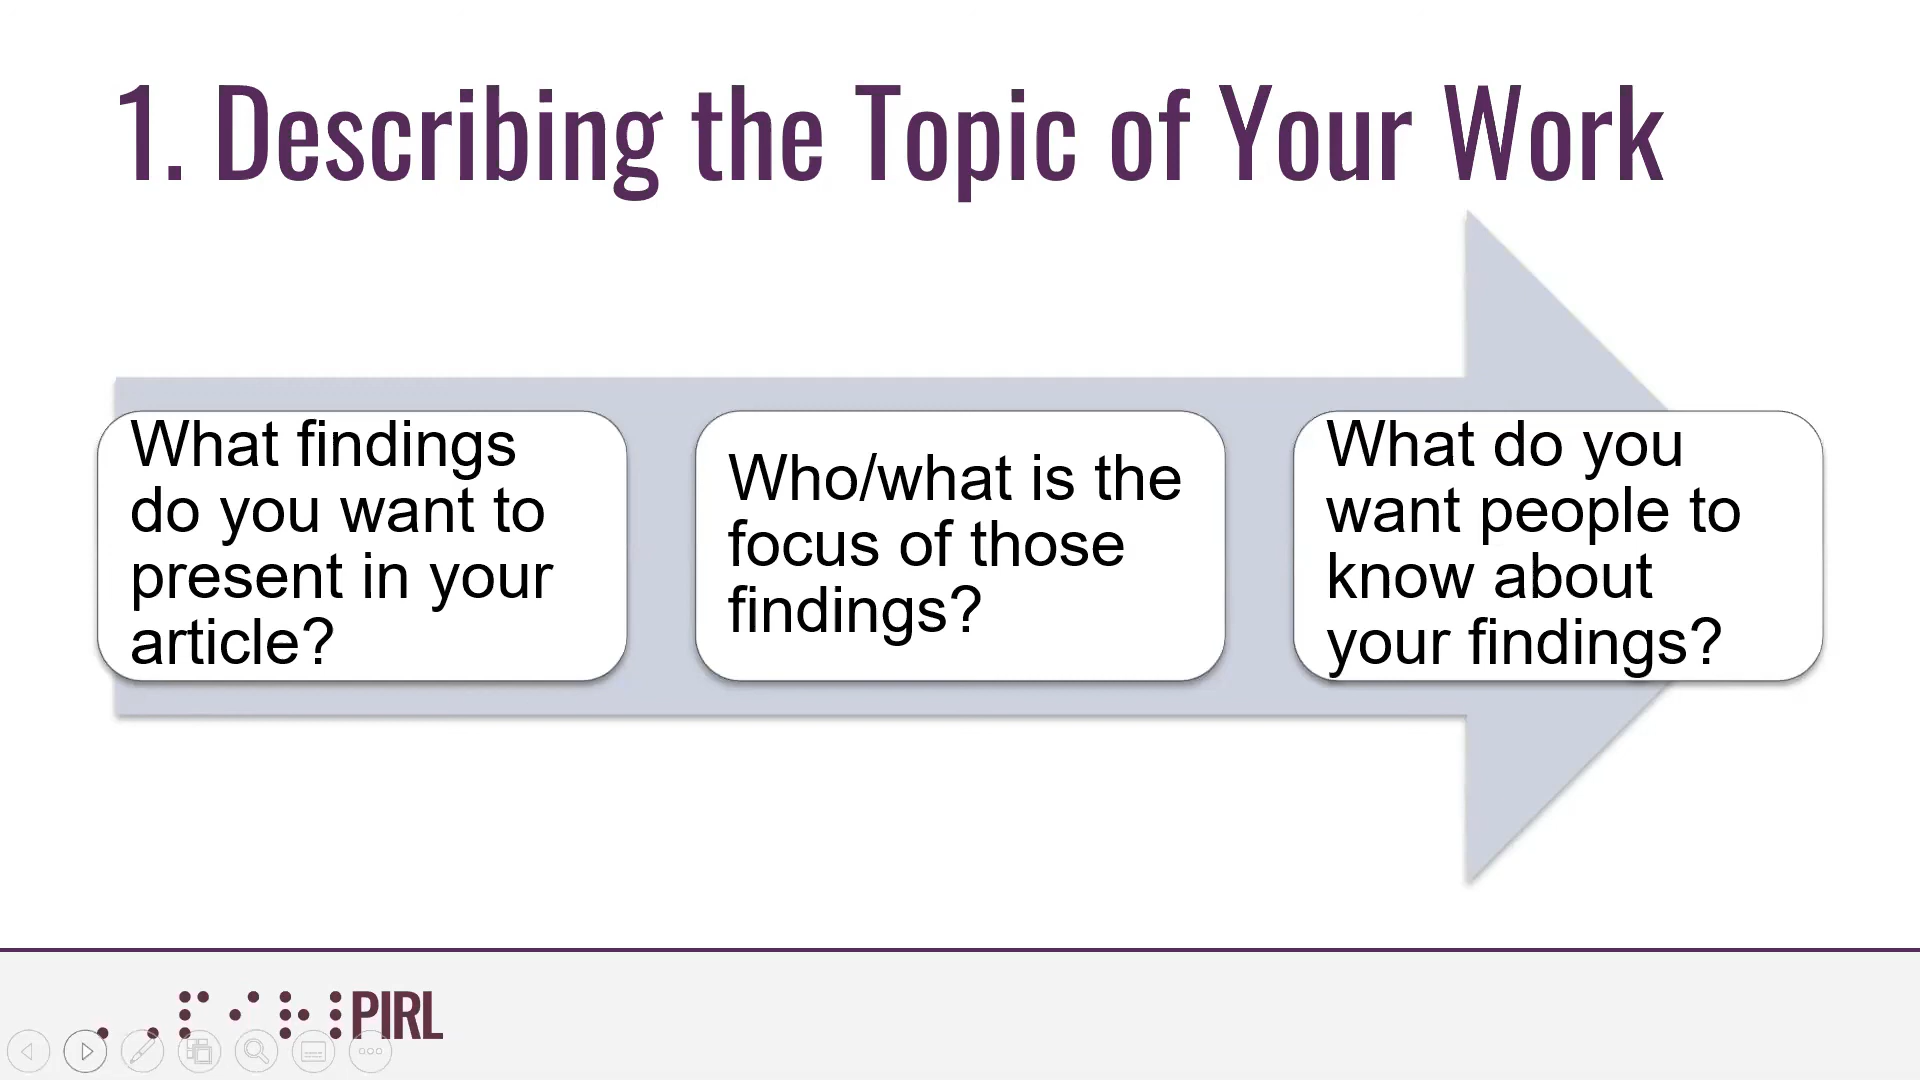 1. Describing the Topic of Your Work
What findings
do you want to
present in your
article?
Who/what is the
focus of those
findings?
What do you
want people to
know about
your findings?
PIRL